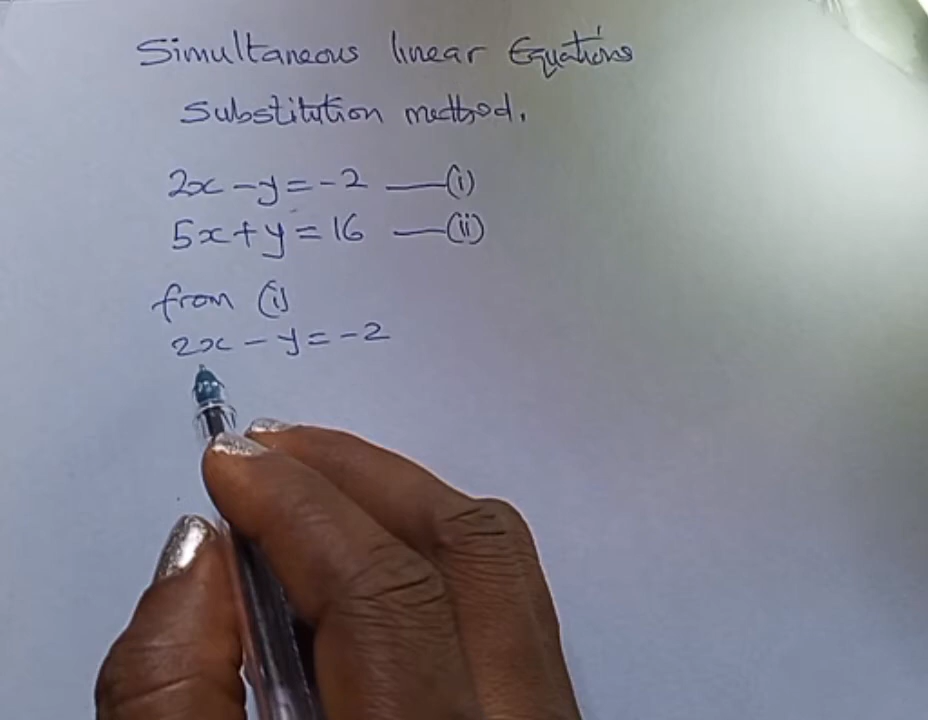 Simultaneous linear Equations
Substitution method.
2x - y = -2 —(i)
5x + y = 16 —(ii)
from (i)
2x - y = -2